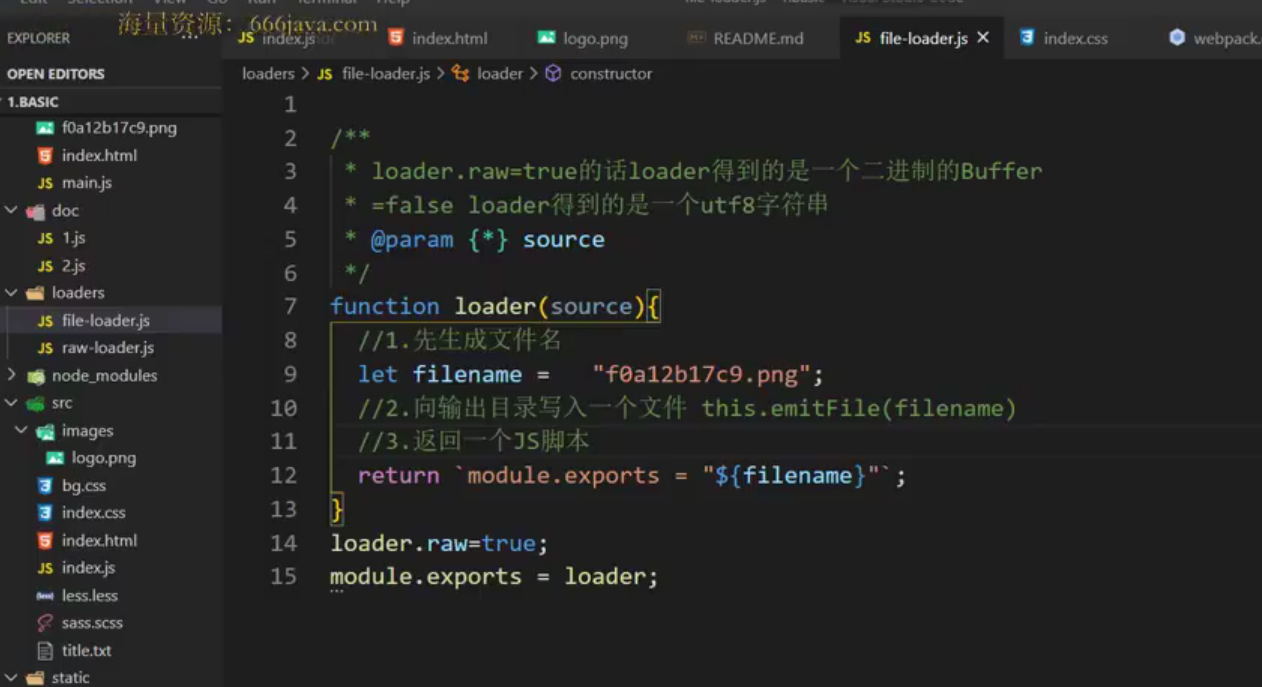 海量资源：666java.com
EXPLORER
JS index.js
index.html
logo.png
README.md
JS file-loader.js ×
index.css
webpack.
OPEN EDITORS
loaders > JS file-loader.js > loader > constructor
1.BASIC
f0a12b17c9.png
index.html
JS main.js
doc
JS 1.js
JS 2.js
loaders
JS file-loader.js
JS raw-loader.js
node_modules
src
images
logo.png
bg.css
index.css
index.html
JS index.js
less.less
sass.scss
title.txt
static
1
2 /**
3 * loader.raw=true的话loader得到的是一个二进制的Buffer
4 * =false loader得到的是一个utf8字符串
5 * @param {*} source
6 */
7 function loader(source){
8 //1.先生成文件名
9 let filename =   "f0a12b17c9.png";
10 //2.向输出目录写入一个文件 this.emitFile(filename)
11 //3.返回一个JS脚本
12 return `module.exports = "${filename}"`;
13 }
14 loader.raw=true;
15 module.exports = loader;